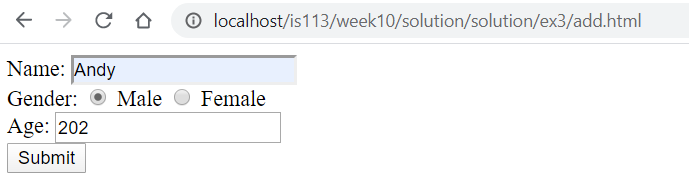 localhost/is113/week10/solution/solution/ex3/add.html
Name: Andy
Gender: Male Female
Age: 202
Submit